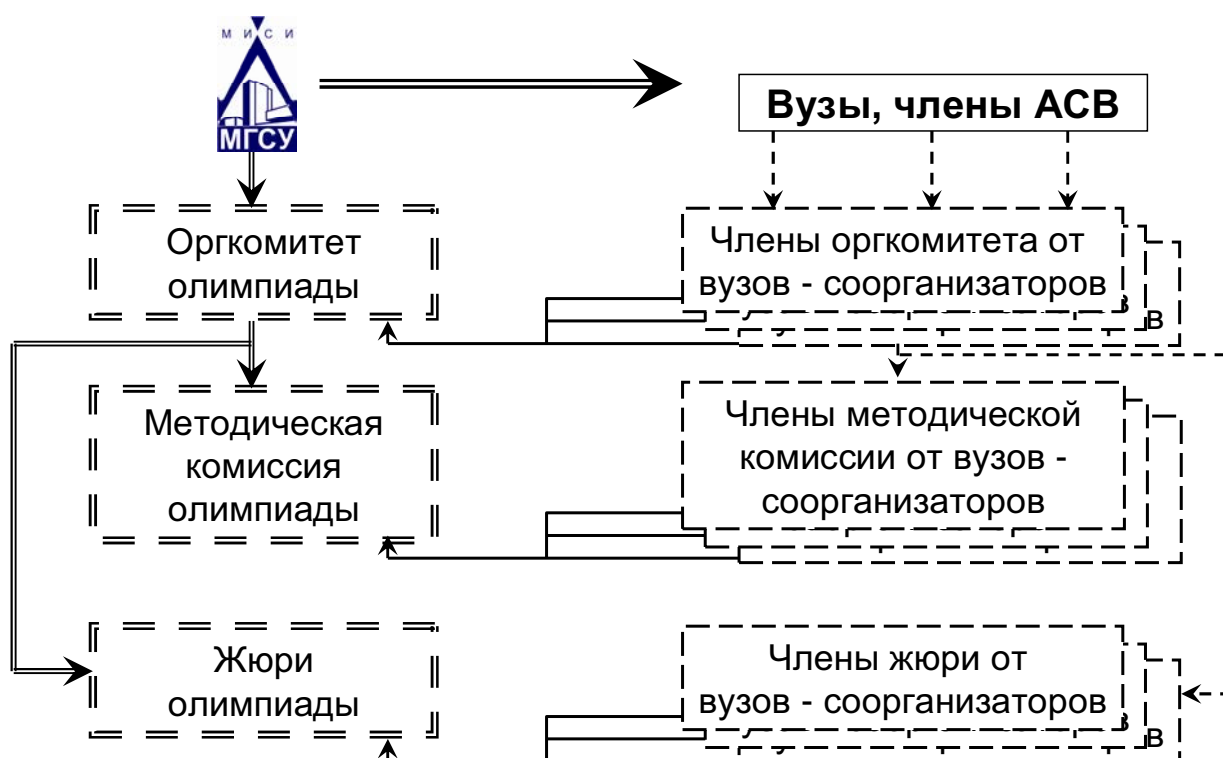 МИСИ
МГСУ
Вузы, члены АСВ
Оргкомитет
олимпиады
Члены оргкомитета от
вузов - соорганизаторов
Методическая
комиссия
олимпиады
Члены методической
комиссии от вузов -
соорганизаторов
Жюри
олимпиады
Члены жюри от
вузов - соорганизаторов